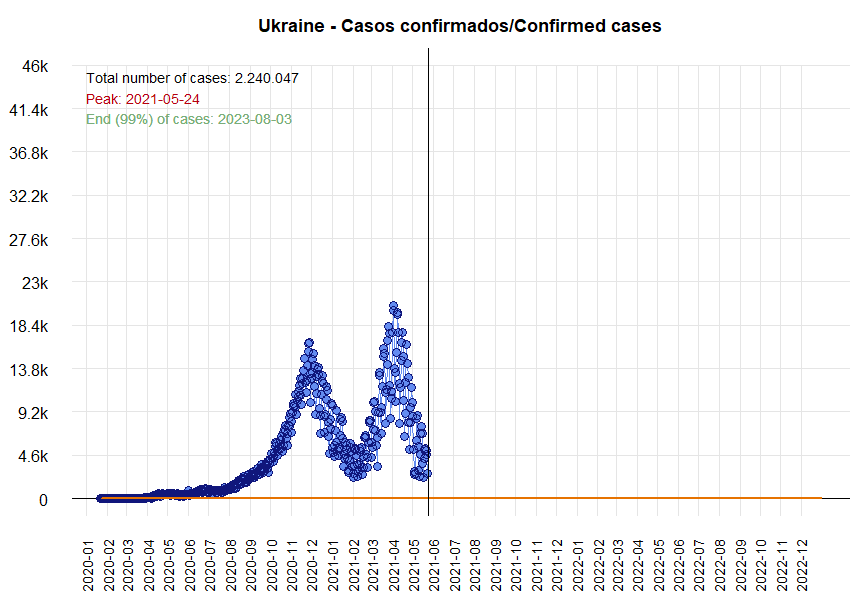 Ukraine - Casos confirmados/Confirmed cases
46k
Total number of cases: 2.240.047
Peak: 2021-05-24
41.4k
End (99%) of cases: 2023-08-03
36.8k
32.2k
27.6k
23k
18.4k
13.8k
9.2k
4.6k
0
2020-01
2020-02
2020-03
2020-04
2020-05
2020-06
2020-07
2020-08
2020-09
2020-10
2020-11
2020-12
2021-01
2021-02
2021-03
2021-04
2021-05
2021-06
2021-07
2021-08
2021-09
2021-10
2021-11
2021-12
2022-01
2022-02
2022-03
2022-04
2022-05
2022-06
2022-07
2022-08
2022-09
2022-10
2022-11
2022-12